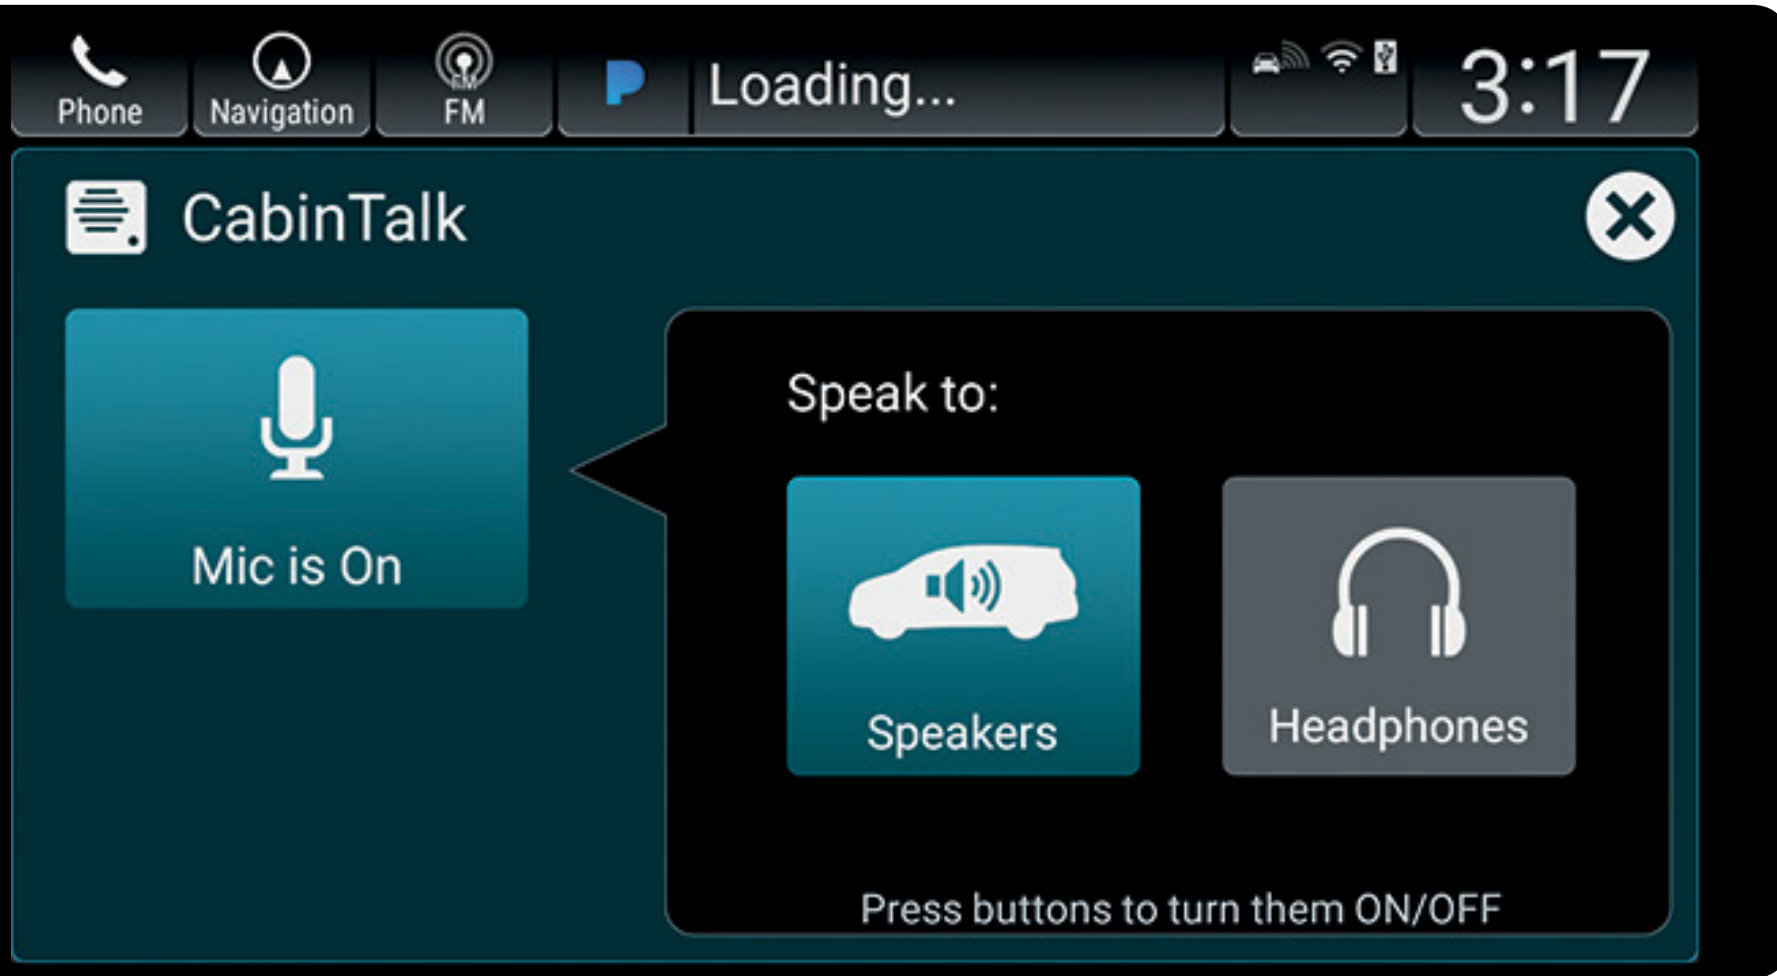 Phone
Navigation
FM
Loading...
3:17
CabinTalk
Mic is On
Speak to:
Speakers
Headphones
Press buttons to turn them ON/OFF